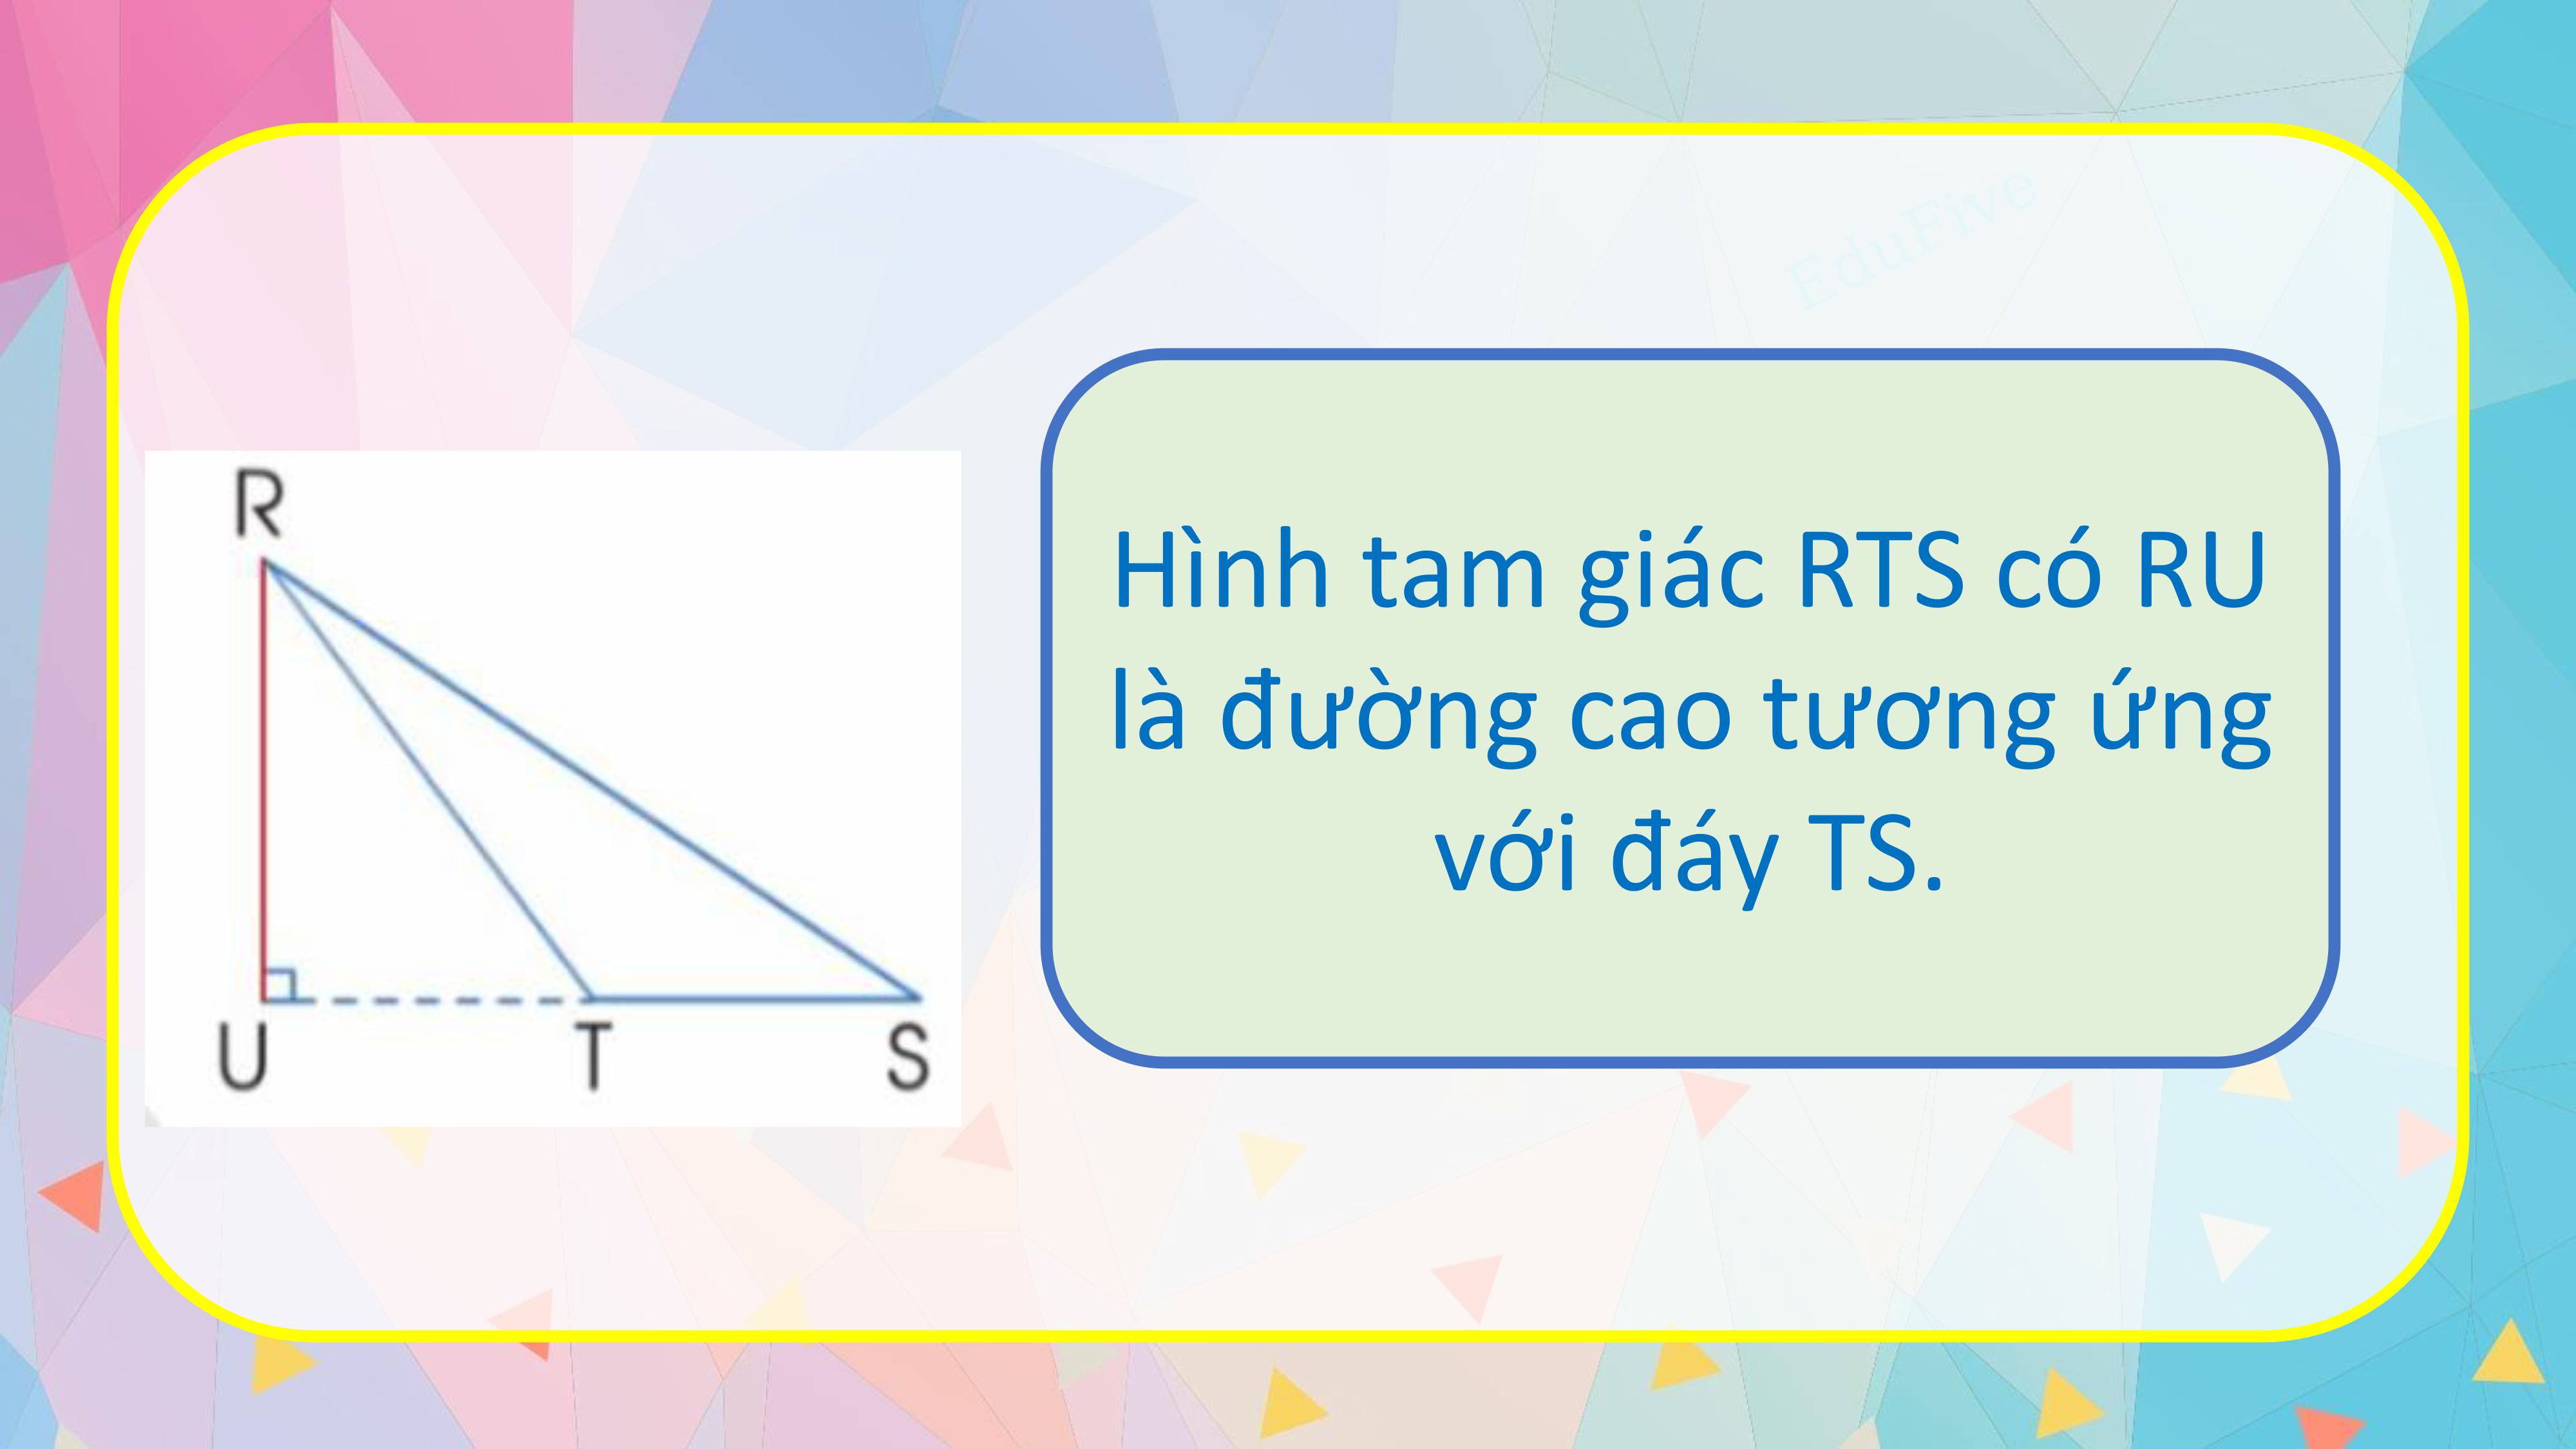 EduFive
R
Hình tam giác RTS có RU
là đường cao tương ứng
với đáy TS.
U T S